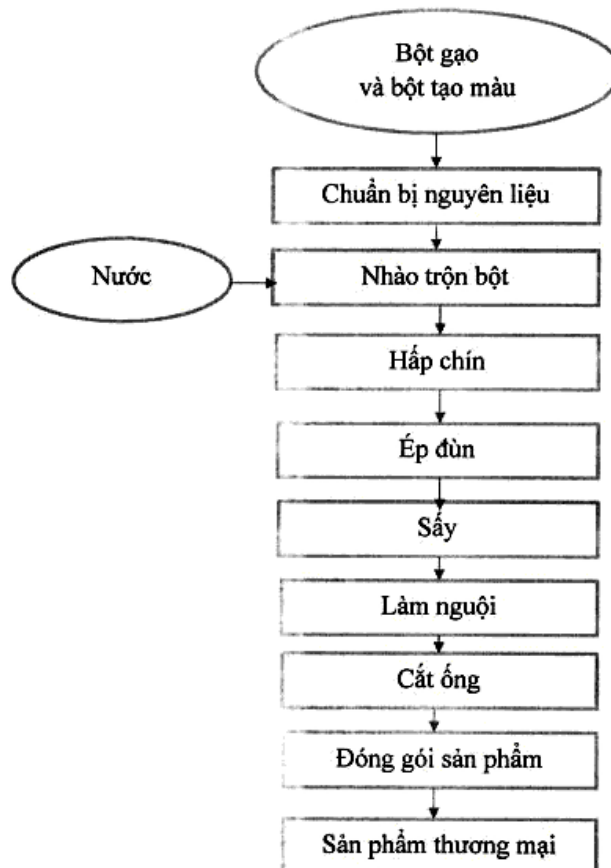 Bột gạo
và bột tạo màu
Chuẩn bị nguyên liệu
Nước
Nhào trộn bột
Hấp chín
Ép đùn
Sấy
Làm nguội
Cắt ống
Đóng gói sản phẩm
Sản phẩm thương mại